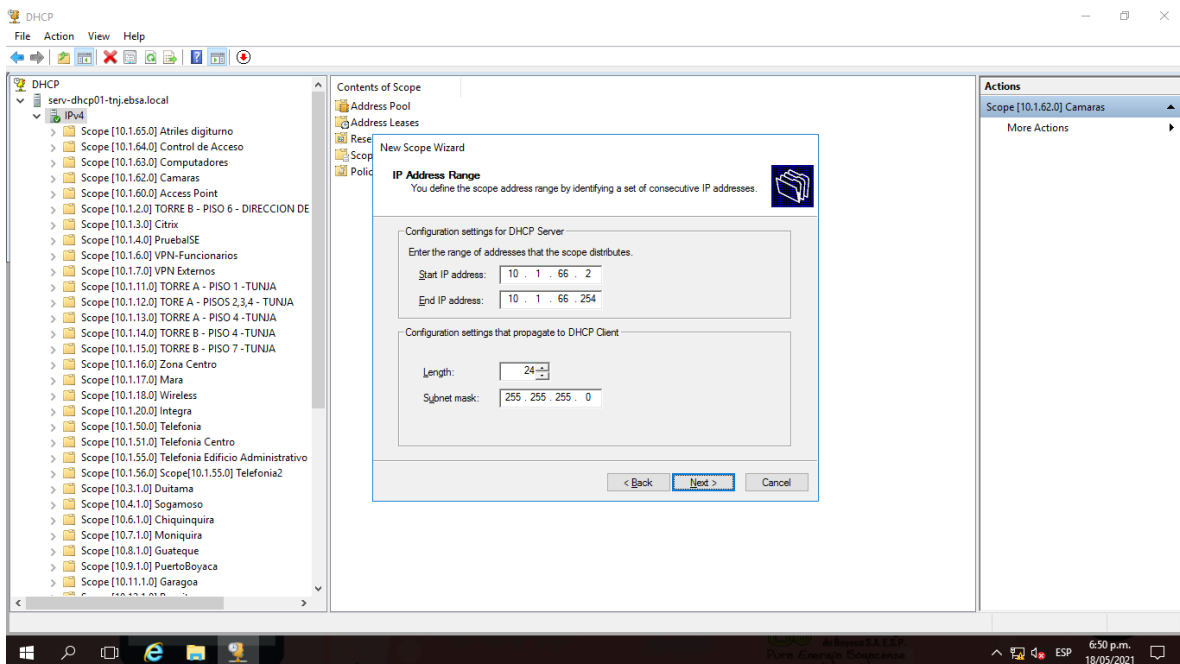 DHCP
File Action View Help
DHCP
serv-dhcp01-tnj.ebsa.local
IPv4
Scope [10.1.65.0] Atriles digiturno
Scope [10.1.64.0] Control de Acceso
Scope [10.1.63.0] Computadores
Scope [10.1.62.0] Camaras
Scope [10.1.60.0] Access Point
Scope [10.1.2.0] TORRE B - PISO 6 - DIRECCION DE
Scope [10.1.3.0] Citrix
Scope [10.1.4.0] PruebaISE
Scope [10.1.6.0] VPN-Funcionarios
Scope [10.1.7.0] VPN Externos
Scope [10.1.11.0] TORRE A - PISO 1 -TUNJA
Scope [10.1.12.0] TORE A - PISOS 2,3,4 - TUNJA
Scope [10.1.13.0] TORRE A - PISO 4 -TUNJA
Scope [10.1.14.0] TORRE B - PISO 4 -TUNJA
Scope [10.1.15.0] TORRE B - PISO 7 -TUNJA
Scope [10.1.16.0] Zona Centro
Scope [10.1.17.0] Mara
Scope [10.1.18.0] Wireless
Scope [10.1.20.0] Integra
Scope [10.1.50.0] Telefonia
Scope [10.1.51.0] Telefonia Centro
Scope [10.1.55.0] Telefonia Edificio Administrativo
Scope [10.1.56.0] Scope[10.1.55.0] Telefonia2
Scope [10.3.1.0] Duitama
Scope [10.4.1.0] Sogamoso
Scope [10.6.1.0] Chiquinquira
Scope [10.7.1.0] Moniquira
Scope [10.8.1.0] Guateque
Scope [10.9.1.0] PuertoBoyaca
Scope [10.11.1.0] Garagoa
Contents of Scope
Address Pool
Address Leases
Rese
Scop
Polic
New Scope Wizard
IP Address Range
You define the scope address range by identifying a set of consecutive IP addresses.
Configuration settings for DHCP Server
Enter the range of addresses that the scope distributes.
Start IP address: 10 . 1 . 66 . 2
End IP address: 10 . 1 . 66 . 254
Configuration settings that propagate to DHCP Client
Length: 24
Subnet mask: 255 . 255 . 255 . 0
< Back Next > Cancel
Actions
Scope [10.1.62.0] Camaras
More Actions
ESP
6:50 p.m.
18/05/2021